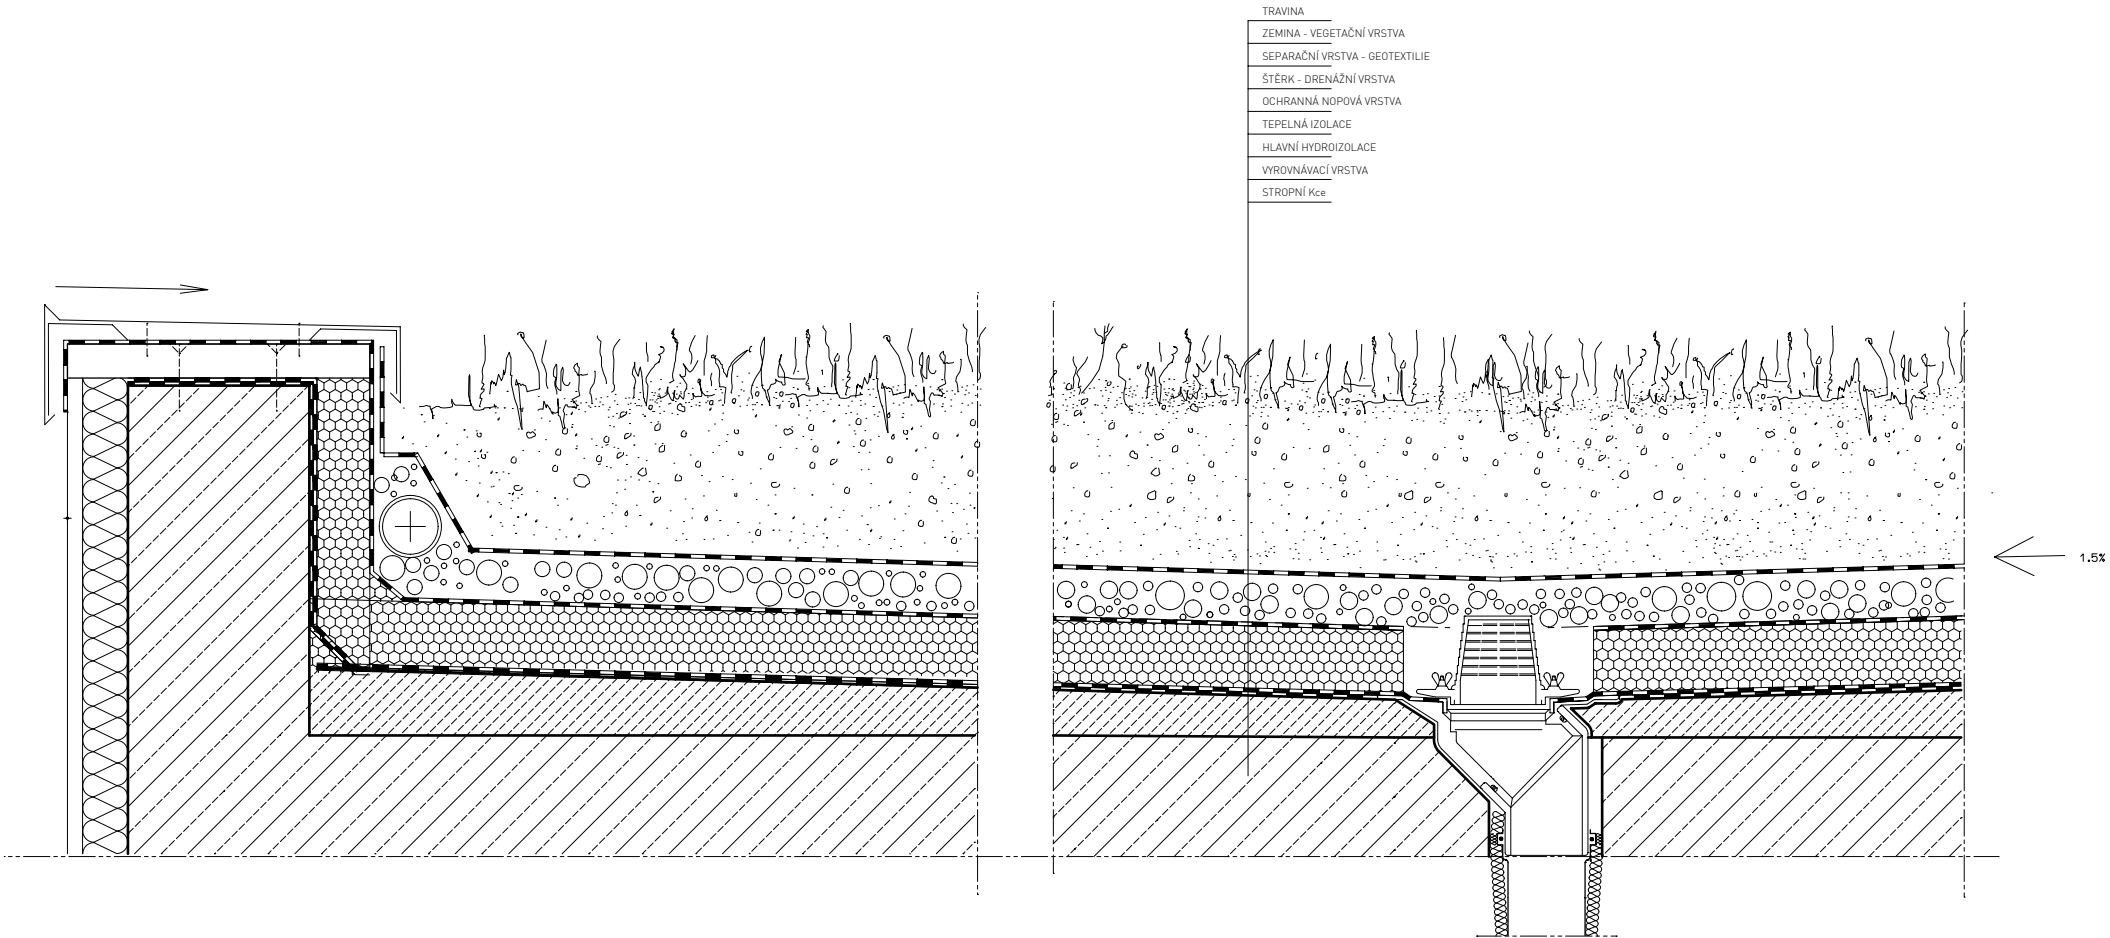 TRAVINA
ZEMINA - VEGETAČNÍ VRSTVA
SEPARAČNÍ VRSTVA - GEOTEXTILIE
ŠTĚRK - DRENÁŽNÍ VRSTVA
OCHRANNÁ NOPOVÁ VRSTVA
TEPELNÁ IZOLACE
HLAVNÍ HYDROIZOLACE
VYROVNÁVACÍ VRSTVA
STROPNÍ Kce
1.5%